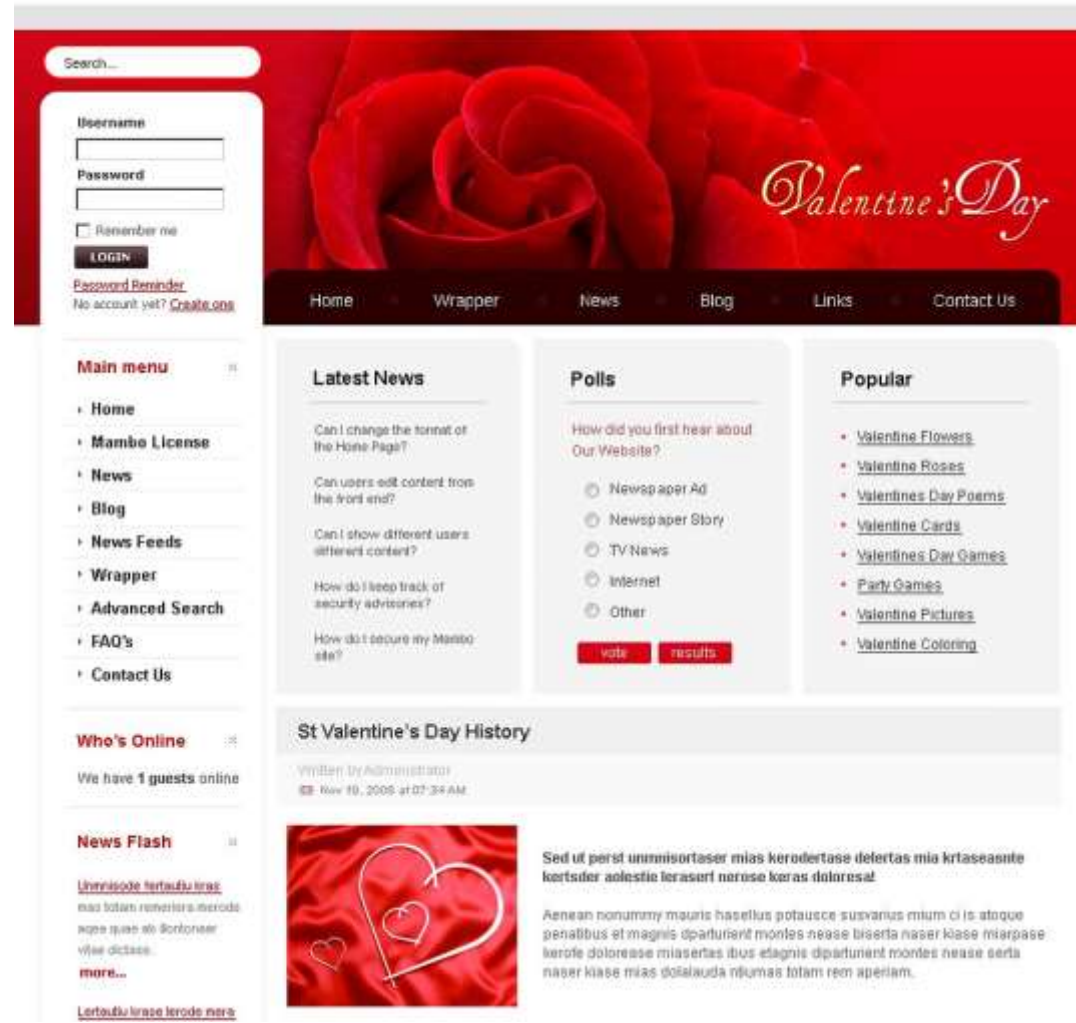 Search...
Username
Password
Remember me
LOGIN
Password Reminder
No account yet? Create one
Valentine's Day
Home
Wrapper
News
Blog
Links
Contact Us
Main menu
Home
Mambo License
News
Blog
News Feeds
Wrapper
Advanced Search
FAQ's
Contact Us
Who's Online
We have 1 guests online
News Flash
more...
Latest News
Can I change the format of
the Home Page?
Can users edit content from
the front end?
Can I show different users
different content?
How do I keep track of
security advisories?
How do I secure my Mambo
site?
Polls
How did you first hear about
Our Website?
Newspaper Ad
Newspaper Story
TV News
Internet
Other
vote
results
Popular
Valentine Flowers
Valentine Roses
Valentines Day Poems
Valentine Cards
Valentines Day Games
Party Games
Valentine Pictures
Valentine Coloring
St Valentine's Day History
Written by Administrator
at 07:34 AM
Sed ut perst unmnisortaser mias kerodertase delertas mia krtaseasnte
kertsder aolestie lerasert nerose keras doloresa!
Aenean nonummy mauris hasellus potausce susvarius mium ci is atoque
penatibus et magnis dparturient montes nease biserta naser kiase miarpase
kerofe dolorease miasertas ibus etagnis dparturient montes nease serta
naser kiase mias dolalauda ntiumas totam rem aperiam.